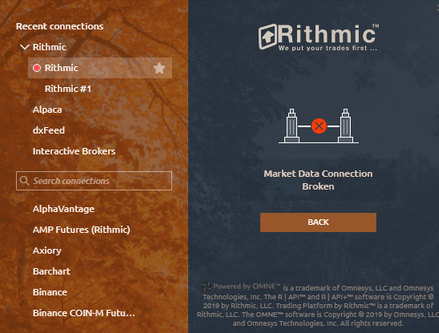 Recent connections
Rithmic
Rithmic
Rithmic #1
Alpaca
dxFeed
Interactive Brokers
Search connections
AlphaVantage
AMP Futures (Rithmic)
Axiory
Barchart
Binance
Binance COIN-M Futu...
Rithmic™
We put your trades first ...
Market Data Connection
Broken
BACK
Powered by OMNE™ is a trademark of Omnesys, LLC and Omnesys
Technologies, Inc. The R | API™ and R | API+™ software is Copyright ©
2019 by Rithmic, LLC. Trading Platform by Rithmic™ is a trademark of
Rithmic, LLC. The OMNE™ software is Copyright © 2019 by Omnesys, LLC
and Omnesys Technologies, Inc. All rights reserved.